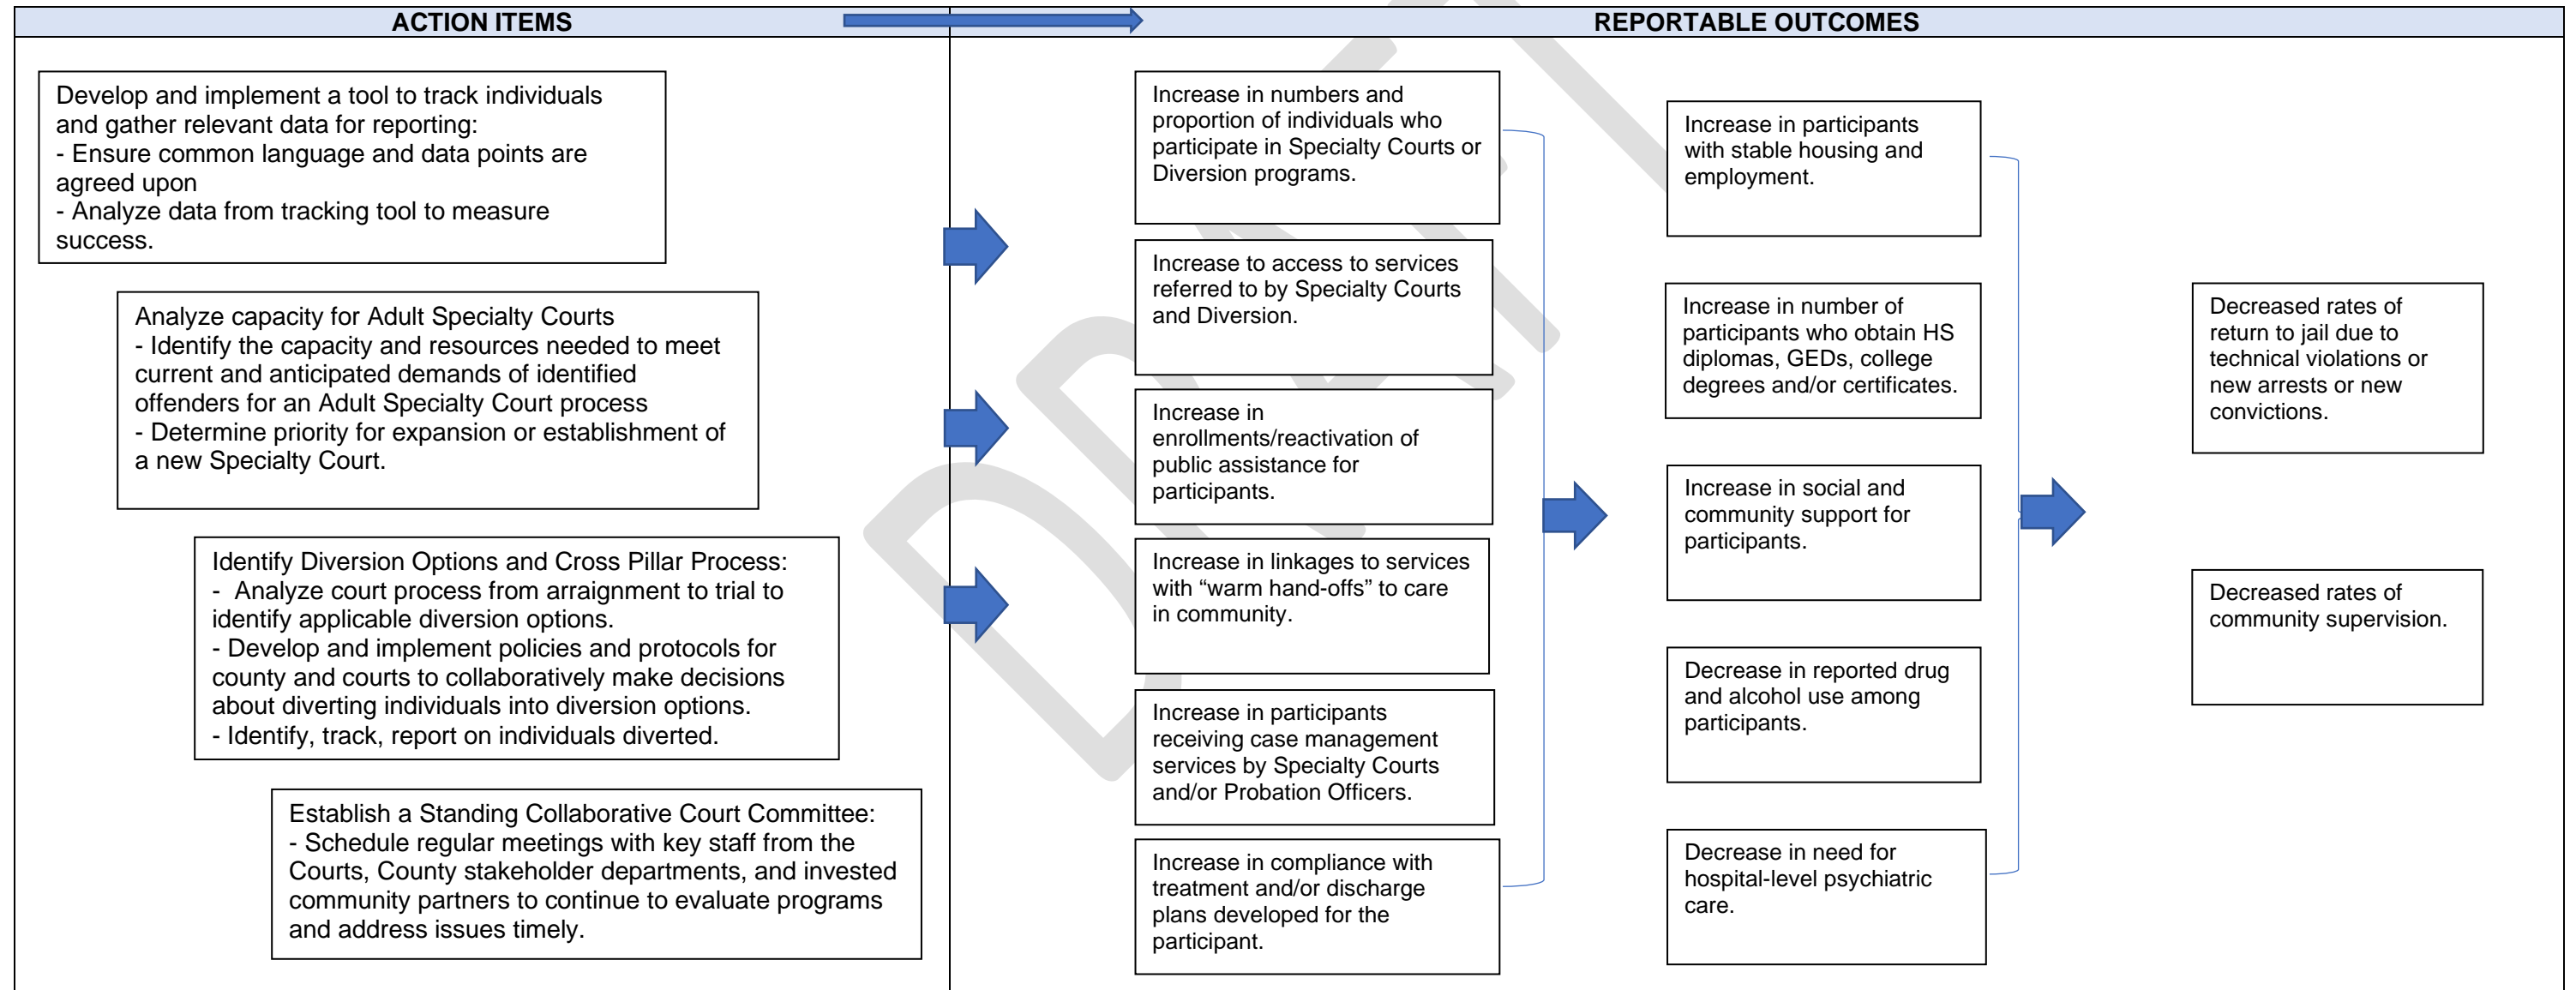 ACTION ITEMS
REPORTABLE OUTCOMES
Develop and implement a tool to track individuals
and gather relevant data for reporting:
- Ensure common language and data points are
agreed upon
- Analyze data from tracking tool to measure
success.
Analyze capacity for Adult Specialty Courts
- Identify the capacity and resources needed to meet
current and anticipated demands of identified
offenders for an Adult Specialty Court process
- Determine priority for expansion or establishment of
a new Specialty Court.
Identify Diversion Options and Cross Pillar Process:
- Analyze court process from arraignment to trial to
identify applicable diversion options.
- Develop and implement policies and protocols for
county and courts to collaboratively make decisions
about diverting individuals into diversion options.
- Identify, track, report on individuals diverted.
Establish a Standing Collaborative Court Committee:
- Schedule regular meetings with key staff from the
Courts, County stakeholder departments, and invested
community partners to continue to evaluate programs
and address issues timely.
Increase in numbers and
proportion of individuals who
participate in Specialty Courts or
Diversion programs.
Increase to access to services
referred to by Specialty Courts
and Diversion.
Increase in
enrollments/reactivation of
public assistance for
participants.
Increase in linkages to services
with “warm hand-offs” to care
in community.
Increase in participants
receiving case management
services by Specialty Courts
and/or Probation Officers.
Increase in compliance with
treatment and/or discharge
plans developed for the
participant.
Increase in participants
with stable housing and
employment.
Increase in number of
participants who obtain HS
diplomas, GEDs, college
degrees and/or certificates.
Increase in social and
community support for
participants.
Decrease in reported drug
and alcohol use among
participants.
Decrease in need for
hospital-level psychiatric
care.
Decreased rates of
return to jail due to
technical violations or
new arrests or new
convictions.
Decreased rates of
community supervision.
DRAFT